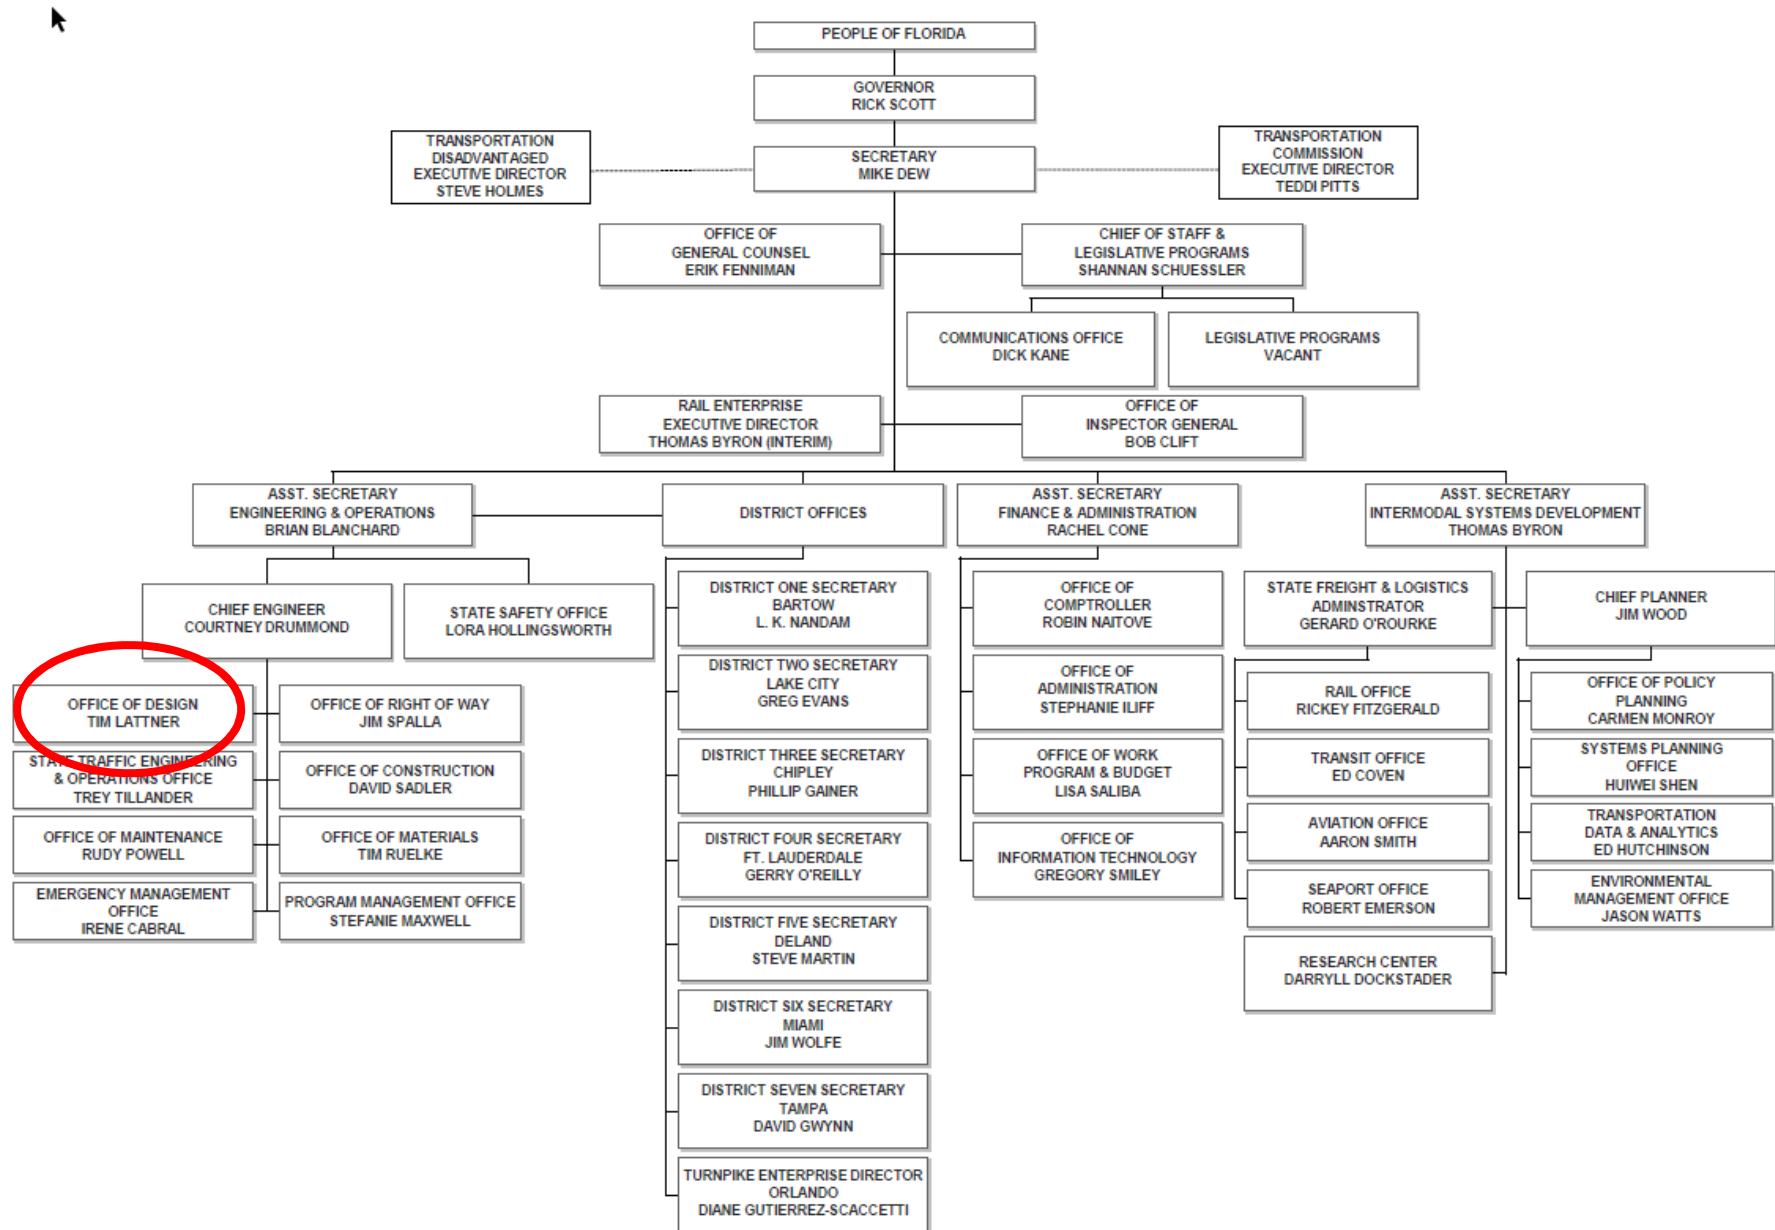 PEOPLE OF FLORIDA
GOVERNOR
RICK SCOTT
TRANSPORTATION
DISADVANTAGED
EXECUTIVE DIRECTOR
STEVE HOLMES
SECRETARY
MIKE DEW
TRANSPORTATION
COMMISSION
EXECUTIVE DIRECTOR
TEDDI PITTS
OFFICE OF
GENERAL COUNSEL
ERIK FENNIMAN
CHIEF OF STAFF &
LEGISLATIVE PROGRAMS
SHANNAN SCHUESSLER
COMMUNICATIONS OFFICE
DICK KANE
LEGISLATIVE PROGRAMS
VACANT
RAIL ENTERPRISE
EXECUTIVE DIRECTOR
THOMAS BYRON (INTERIM)
OFFICE OF
INSPECTOR GENERAL
BOB CLIFT
ASST. SECRETARY
ENGINEERING & OPERATIONS
BRIAN BLANCHARD
DISTRICT OFFICES
ASST. SECRETARY
FINANCE & ADMINISTRATION
RACHEL CONE
ASST. SECRETARY
INTERMODAL SYSTEMS DEVELOPMENT
THOMAS BYRON
CHIEF ENGINEER
COURTNEY DRUMMOND
STATE SAFETY OFFICE
LORA HOLLINGSWORTH
OFFICE OF DESIGN
TIM LATTNER
OFFICE OF RIGHT OF WAY
JIM SPALLA
STATE TRAFFIC ENGINEERING
& OPERATIONS OFFICE
TREY TILLANDER
OFFICE OF CONSTRUCTION
DAVID SADLER
OFFICE OF MAINTENANCE
RUDY POWELL
OFFICE OF MATERIALS
TIM RUELKE
EMERGENCY MANAGEMENT
OFFICE
IRENE CABRAL
PROGRAM MANAGEMENT OFFICE
STEFANIE MAXWELL
DISTRICT ONE SECRETARY
BARTOW
L. K. NANDAM
DISTRICT TWO SECRETARY
LAKE CITY
GREG EVANS
DISTRICT THREE SECRETARY
CHIPLEY
PHILLIP GAINER
DISTRICT FOUR SECRETARY
FT. LAUDERDALE
GERRY O'REILLY
DISTRICT FIVE SECRETARY
DELAND
STEVE MARTIN
DISTRICT SIX SECRETARY
MIAMI
JIM WOLFE
DISTRICT SEVEN SECRETARY
TAMPA
DAVID GWYNN
TURNPIKE ENTERPRISE DIRECTOR
ORLANDO
DIANE GUTIERREZ-SCACCETTI
OFFICE OF
COMPTROLLER
ROBIN NAITOVE
OFFICE OF
ADMINISTRATION
STEPHANIE ILIFF
OFFICE OF WORK
PROGRAM & BUDGET
LISA SALIBA
OFFICE OF
INFORMATION TECHNOLOGY
GREGORY SMILEY
STATE FREIGHT & LOGISTICS
ADMINSTRATOR
GERARD O'ROURKE
RAIL OFFICE
RICKEY FITZGERALD
TRANSIT OFFICE
ED COVEN
AVIATION OFFICE
AARON SMITH
SEAPORT OFFICE
ROBERT EMERSON
RESEARCH CENTER
DARRYLL DOCKSTADER
CHIEF PLANNER
JIM WOOD
OFFICE OF POLICY
PLANNING
CARMEN MONROY
SYSTEMS PLANNING
OFFICE
HUIWEI SHEN
TRANSPORTATION
DATA & ANALYTICS
ED HUTCHINSON
ENVIRONMENTAL
MANAGEMENT OFFICE
JASON WATTS